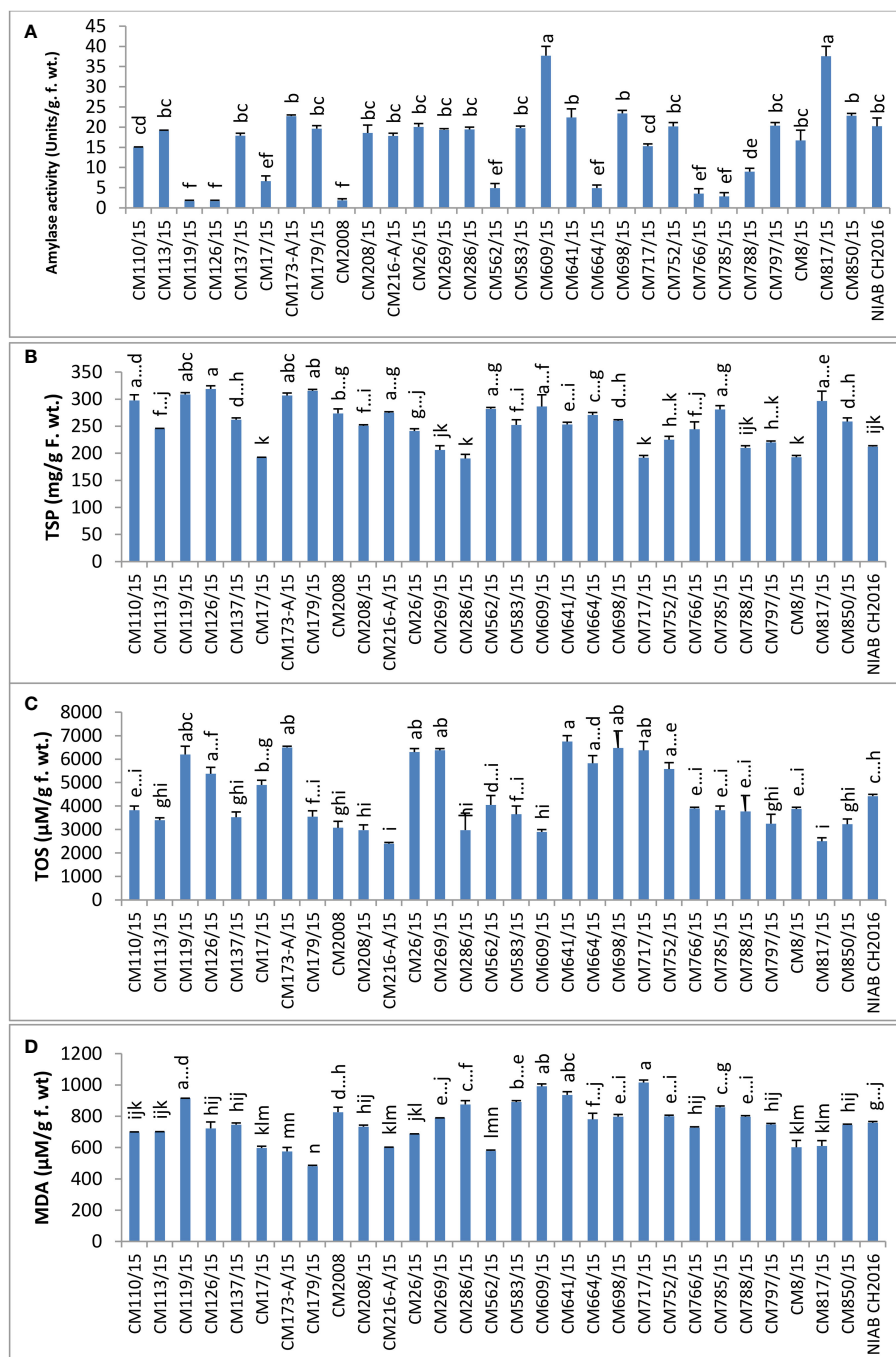 A
Amylase activity (Units/g. f. wt.)
45
40
35
30
25
20
15
10
5
0
cd bc f f bc ef b bc f bc bc bc bc bc ef bc a b ef b cd bc ef ef de bc bc a b bc
CM110/15 CM113/15 CM119/15 CM126/15 CM137/15 CM17/15 CM173-A/15 CM179/15 CM2008 CM208/15 CM216-A/15 CM26/15 CM269/15 CM286/15 CM562/15 CM583/15 CM609/15 CM641/15 CM664/15 CM698/15 CM717/15 CM752/15 CM766/15 CM785/15 CM788/15 CM797/15 CM8/15 CM817/15 CM850/15 NIAB CH2016
B
TSP (mg/g F. wt.)
350
300
250
200
150
100
50
0
a...d f...j abc a d...h k abc ab b...g f...i a...g g...j jk k a...g f...i a...f e...i c...g d...h k h...k f...j a...g ijk h...k k a...e d...h ijk
CM110/15 CM113/15 CM119/15 CM126/15 CM137/15 CM17/15 CM173-A/15 CM179/15 CM2008 CM208/15 CM216-A/15 CM26/15 CM269/15 CM286/15 CM562/15 CM583/15 CM609/15 CM641/15 CM664/15 CM698/15 CM717/15 CM752/15 CM766/15 CM785/15 CM788/15 CM797/15 CM8/15 CM817/15 CM850/15 NIAB CH2016
C
TOS (µM/g f. wt.)
8000
7000
6000
5000
4000
3000
2000
1000
0
e...i ghi abc a...f ghi b...g ab f...i ghi hi i ab ab hi d...i f...i hi a a...d ab ab a...e e...i e...i e...i ghi e...i i ghi c...h
CM110/15 CM113/15 CM119/15 CM126/15 CM137/15 CM17/15 CM173-A/15 CM179/15 CM2008 CM208/15 CM216-A/15 CM26/15 CM269/15 CM286/15 CM562/15 CM583/15 CM609/15 CM641/15 CM664/15 CM698/15 CM717/15 CM752/15 CM766/15 CM785/15 CM788/15 CM797/15 CM8/15 CM817/15 CM850/15 NIAB CH2016
D
MDA (µM/g f. wt)
1200
1000
800
600
400
200
0
ijk ijk a...d hij hij klm mn n d...h hij klm jkl e...j c...f lmn b...e ab abc f...j e...i a e...i hij c...g e...i hij klm klm hij g...j
CM110/15 CM113/15 CM119/15 CM126/15 CM137/15 CM17/15 CM173-A/15 CM179/15 CM2008 CM208/15 CM216-A/15 CM26/15 CM269/15 CM286/15 CM562/15 CM583/15 CM609/15 CM641/15 CM664/15 CM698/15 CM717/15 CM752/15 CM766/15 CM785/15 CM788/15 CM797/15 CM8/15 CM817/15 CM850/15 NIAB CH2016